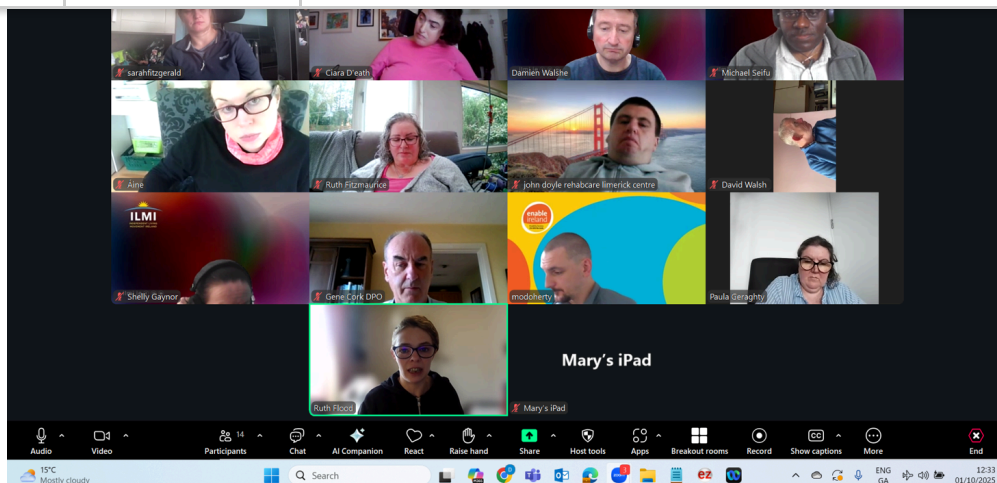 sarahfitzgerald
Ciara D'eath
Damien Walshe
Michael Seifu
Áine
Ruth Fitzmaurice
john doyle rehabcare limerick centre
David Walsh
ILMI
Shelly Gaynor
Gene Cork DPO
enable
ireland
modoherty
Paula Geraghty
Ruth Flood
Mary's iPad
Mary's iPad
Audio
Video
Participants
14
Chat
AI Companion
React
Raise hand
Share
Host tools
Apps
Breakout rooms
Record
CC
Show captions
More
End
15°C
Mostly cloudy
Search
ez
ENG
GA
12:33
01/10/2025